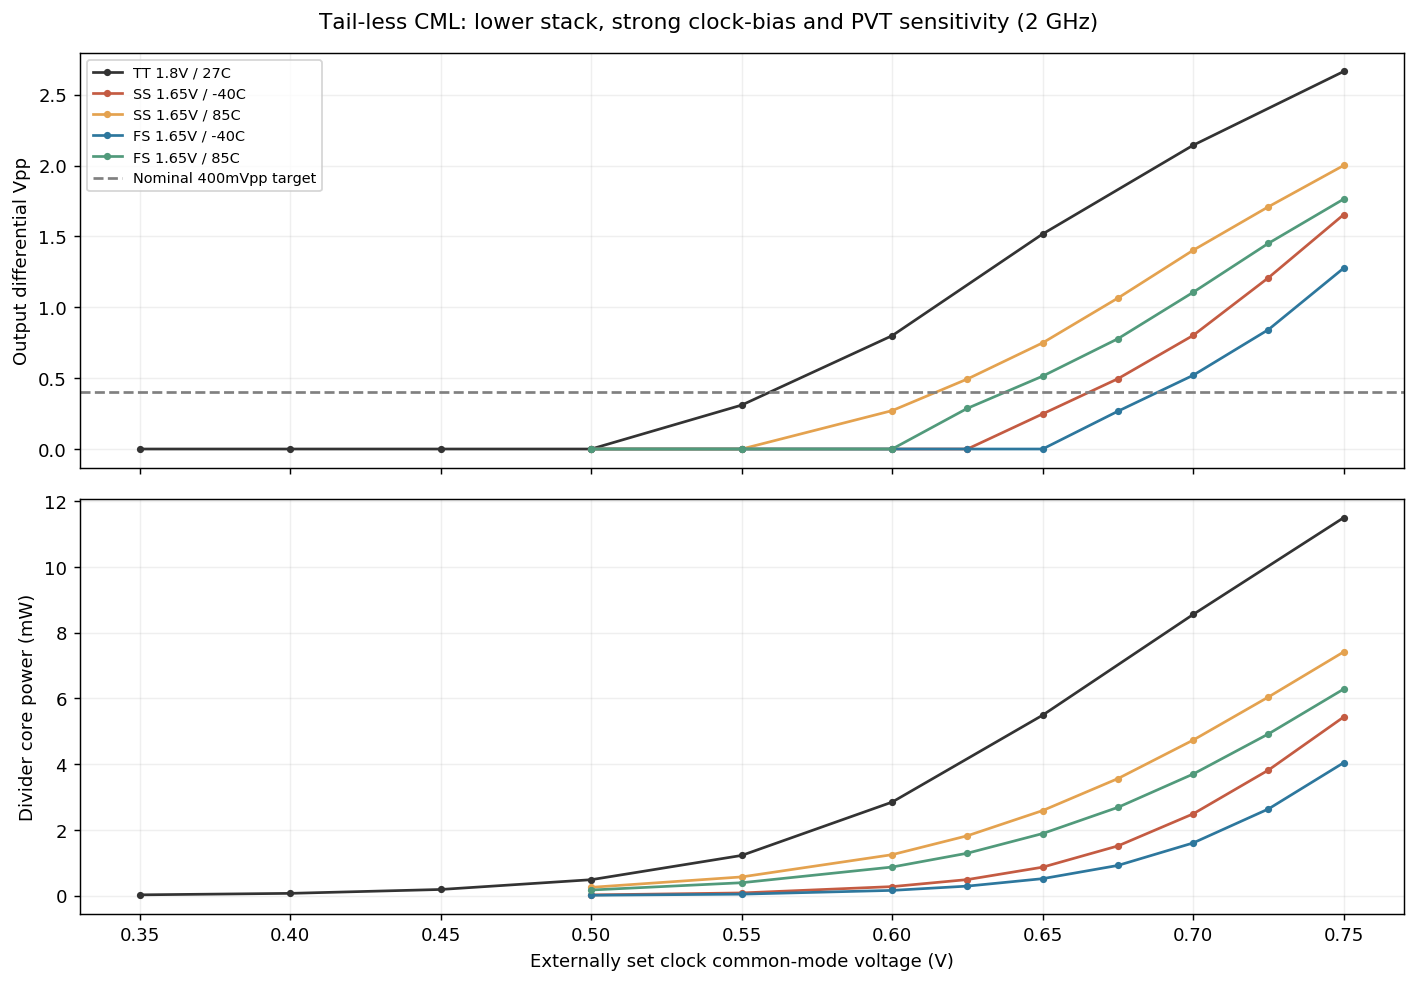 Tail-less CML: lower stack, strong clock-bias and PVT sensitivity (2 GHz)
Output differential Vpp
2.5
2.0
1.5
1.0
0.5
0.0
TT 1.8V / 27C
SS 1.65V / -40C
SS 1.65V / 85C
FS 1.65V / -40C
FS 1.65V / 85C
Nominal 400mVpp target
Divider core power (mW)
12
10
8
6
4
2
0
0.35 0.40 0.45 0.50 0.55 0.60 0.65 0.70 0.75
Externally set clock common-mode voltage (V)